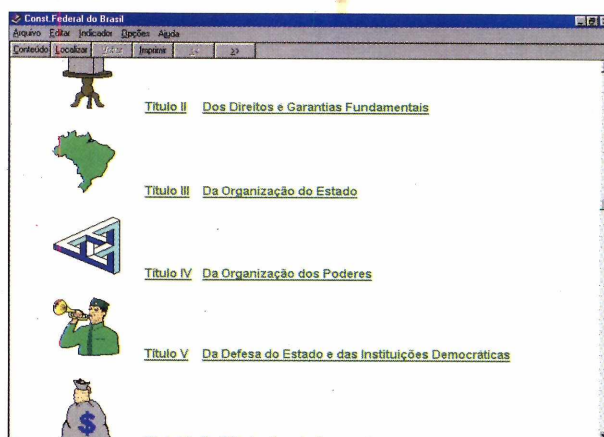 Const.Federal do Brasil
Arquivo Editar Indicador Opções Ajuda
Conteúdo Localizar Voltar Imprimir << >>
Título II Dos Direitos e Garantias Fundamentais
Título III Da Organização do Estado
Título IV Da Organização dos Poderes
Título V Da Defesa do Estado e das Instituições Democráticas
$